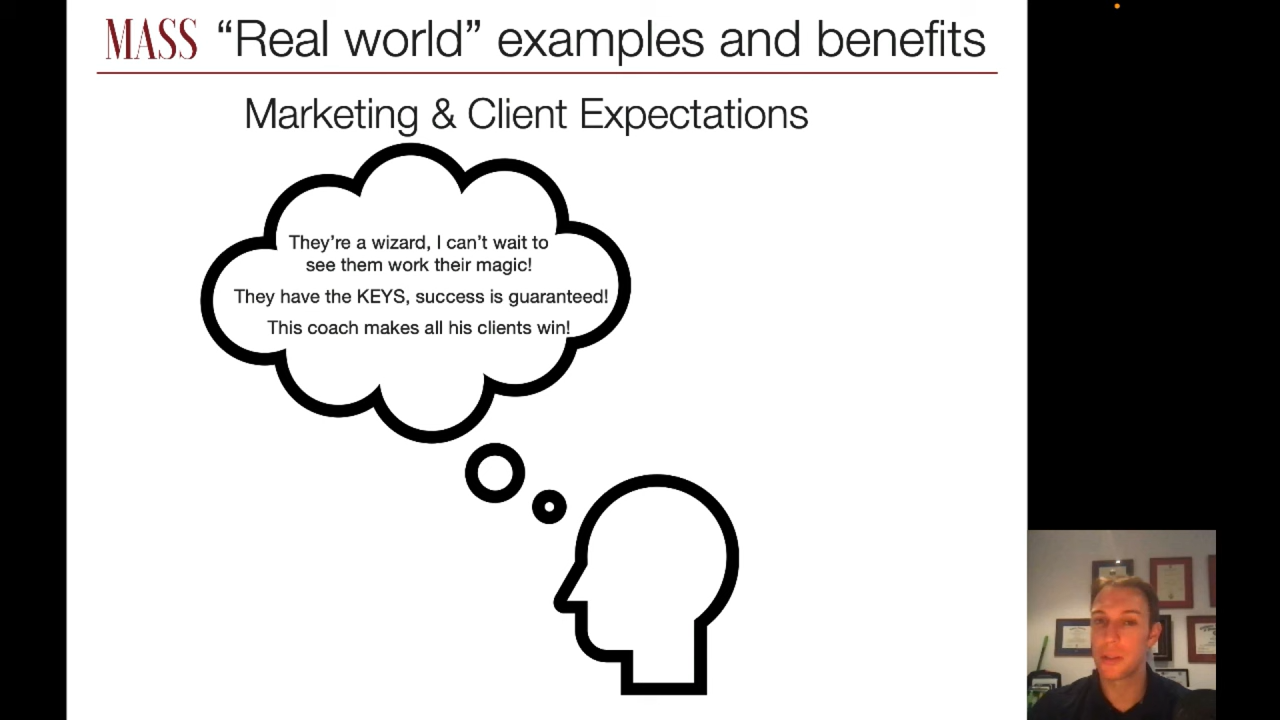 MASS “Real world” examples and benefits
Marketing & Client Expectations
They’re a wizard, I can’t wait to
see them work their magic!
They have the KEYS, success is guaranteed!
This coach makes all his clients win!